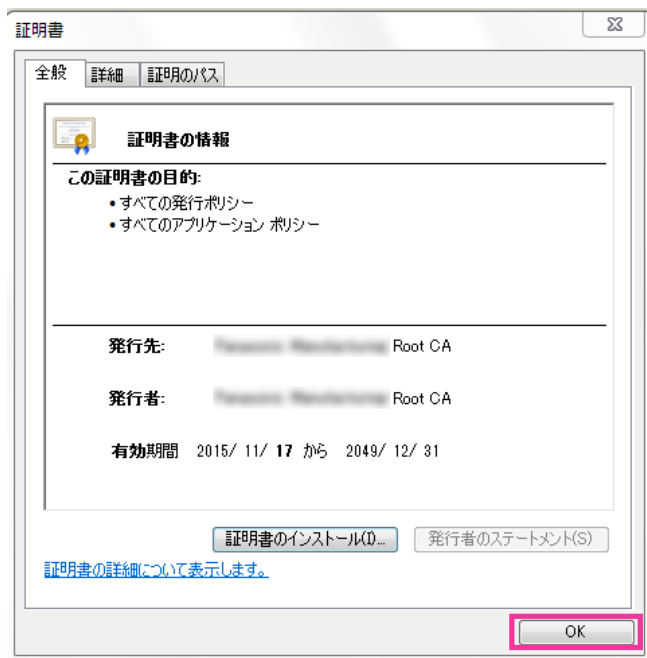 証明書
全般 詳細 証明のパス
証明書の情報
この証明書の目的:
• すべての発行ポリシー
• すべてのアプリケーション ポリシー
発行先: Root CA
発行者: Root CA
有効期間 2015/ 11/ 17 から 2049/ 12/ 31
証明書のインストール(I)... 発行者のステートメント(S)
証明書の詳細について表示します。
OK